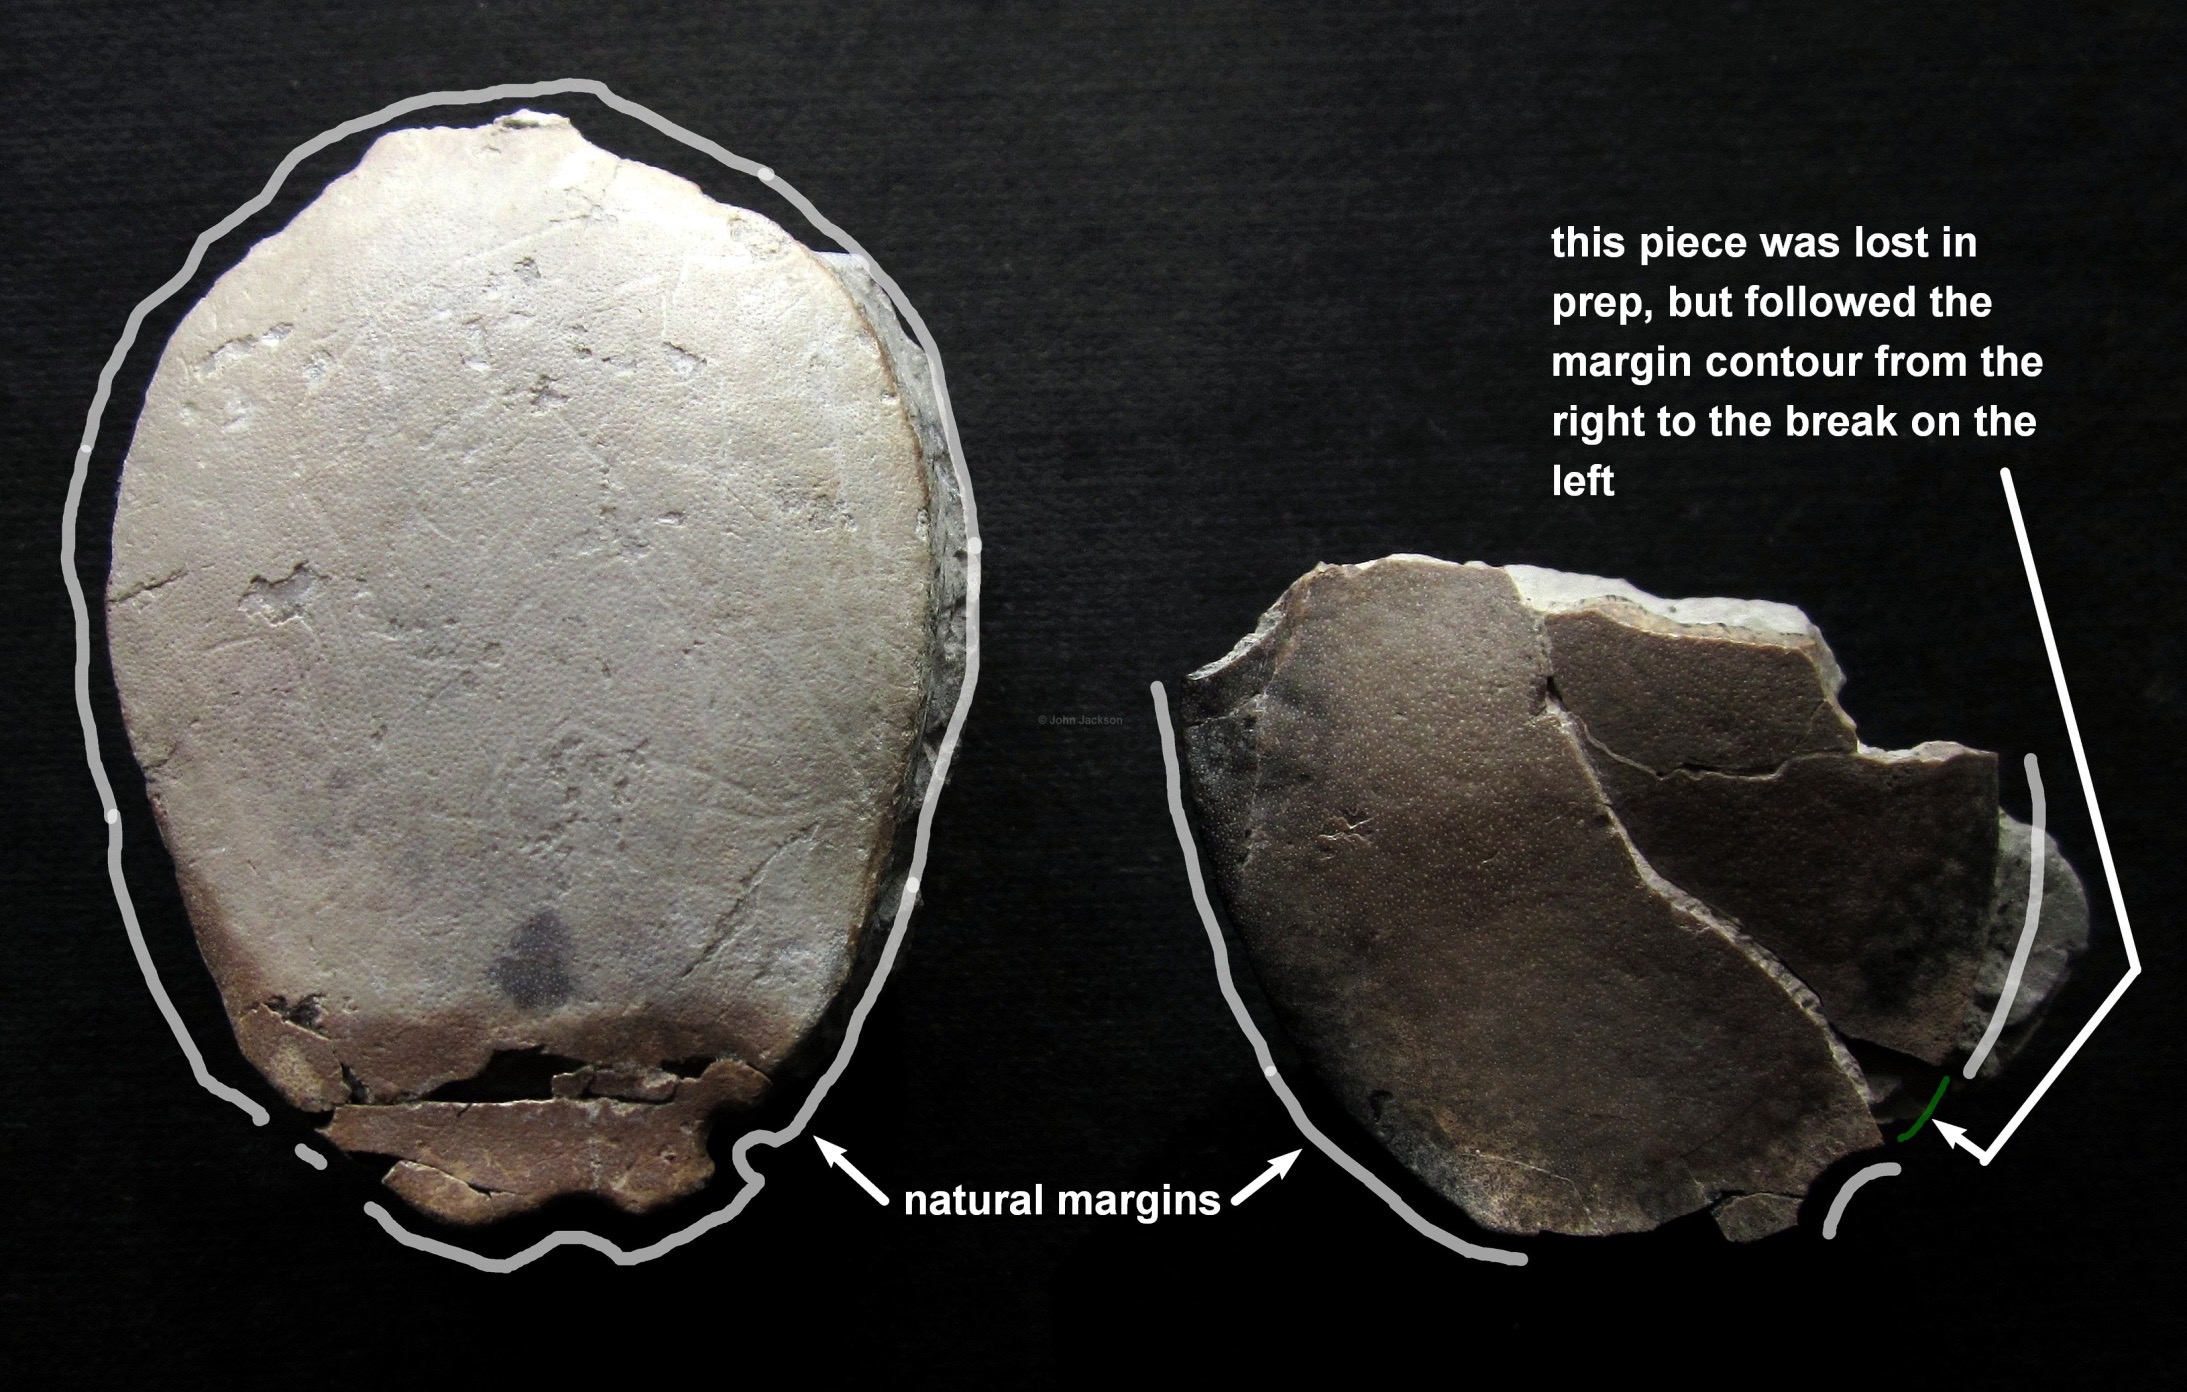 this piece was lost in
prep, but followed the
margin contour from the
right to the break on the
left
© John Jackson
natural margins